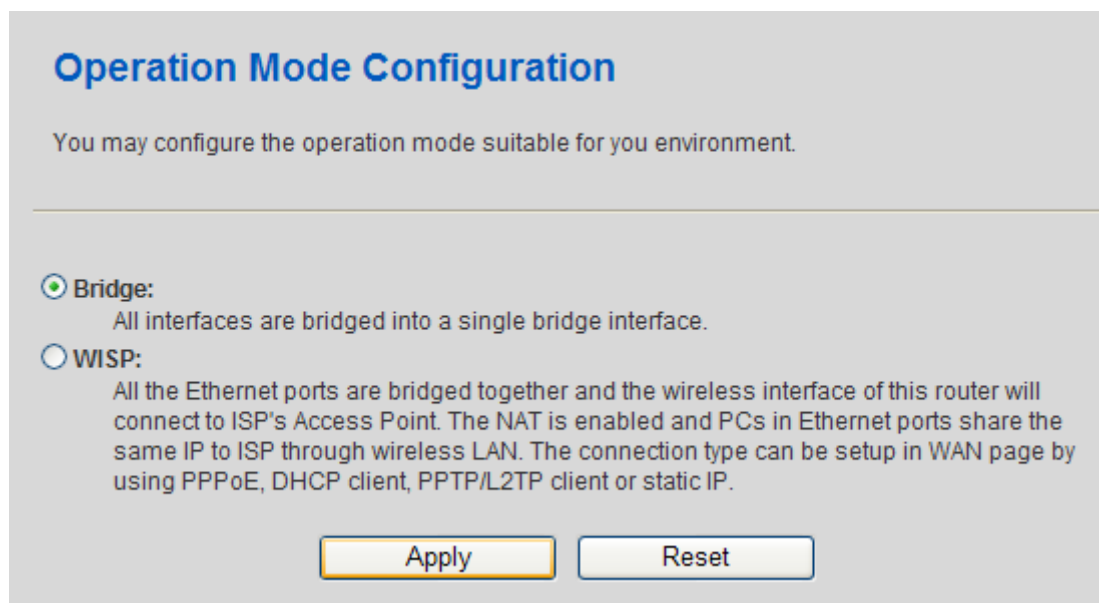 Operation Mode Configuration
You may configure the operation mode suitable for you environment.
Bridge:
All interfaces are bridged into a single bridge interface.
WISP:
All the Ethernet ports are bridged together and the wireless interface of this router will
connect to ISP's Access Point. The NAT is enabled and PCs in Ethernet ports share the
same IP to ISP through wireless LAN. The connection type can be setup in WAN page by
using PPPoE, DHCP client, PPTP/L2TP client or static IP.
Apply Reset